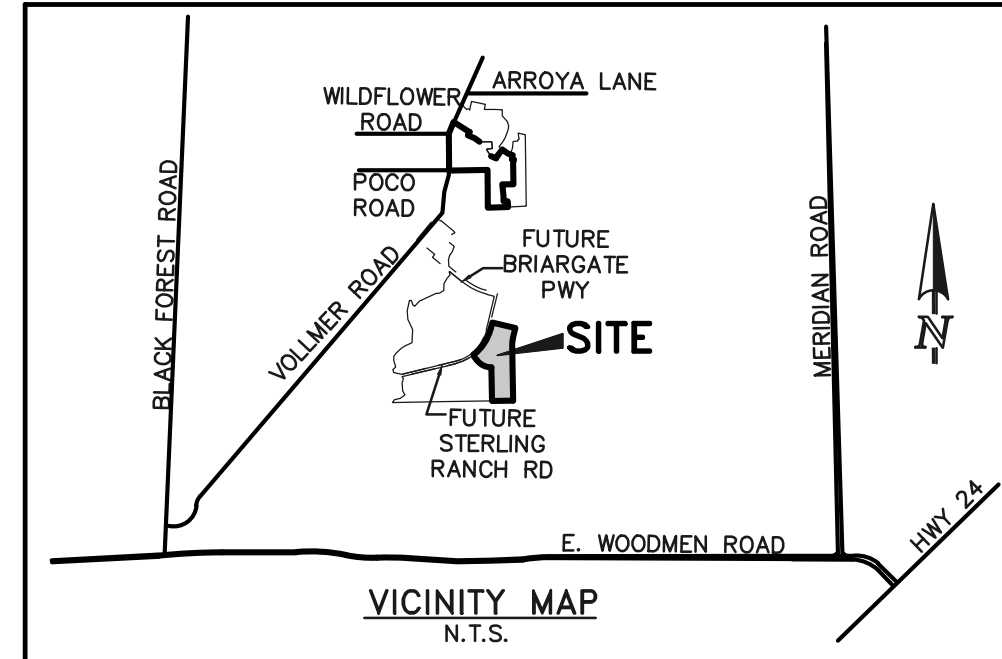 ARROYA LANE
WILDFLOWER
ROAD
POCO
ROAD
BLACK FOREST ROAD
VOLLMER ROAD
FUTURE
BRIARGATE
PWY
MERIDIAN ROAD
N
SITE
FUTURE
STERLING
RANCH RD
HWY 24
E. WOODMEN ROAD
VICINITY MAP
N.T.S.